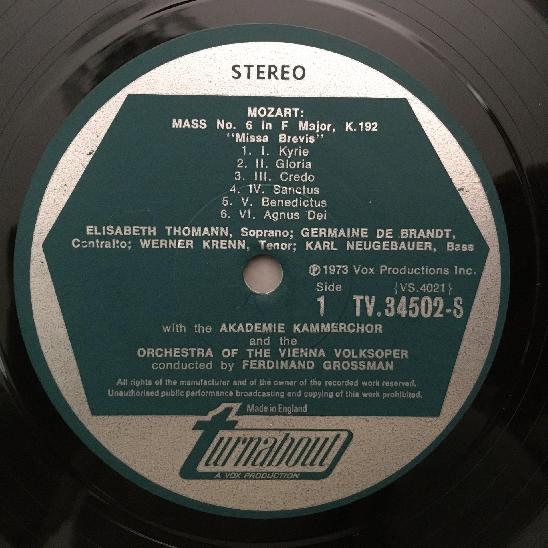 STEREO
MOZART:
MASS No. 6 in F Major, K.192
"Missa Brevis"
1. I. Kyrie
2. II. Gloria
3. III. Credo
4. IV. Sanctus
5. V. Benedictus
6. VI. Agnus Dei
ELISABETH THOMANN, Soprano; GERMAINE DE BRANDT,
Contralto; WERNER KRENN, Tenor; KARL NEUGEBAUER, Bass
℗1973 Vox Productions Inc.
Side {VS.4021}
1 TV.34502-S
with the AKADEMIE KAMMERCHOR
and the
ORCHESTRA OF THE VIENNA VOLKSOPER
conducted by FERDINAND GROSSMAN
All rights of the manufacturer and of the owner of the recorded work reserved.
Unauthorised public performance broadcasting and copying of this work prohibited.
Made in England
turnabout
A VOX PRODUCTION